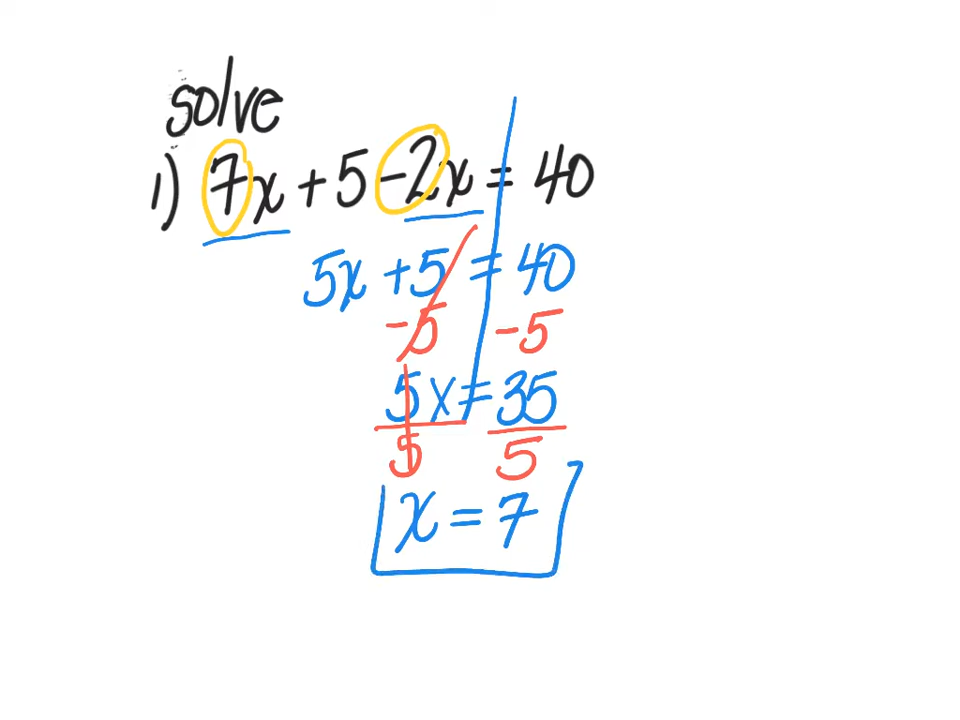 solve
1) 7x + 5 - 2x = 40
5x + 5 = 40
- 5 - 5
5x = 35
5 5
x = 7